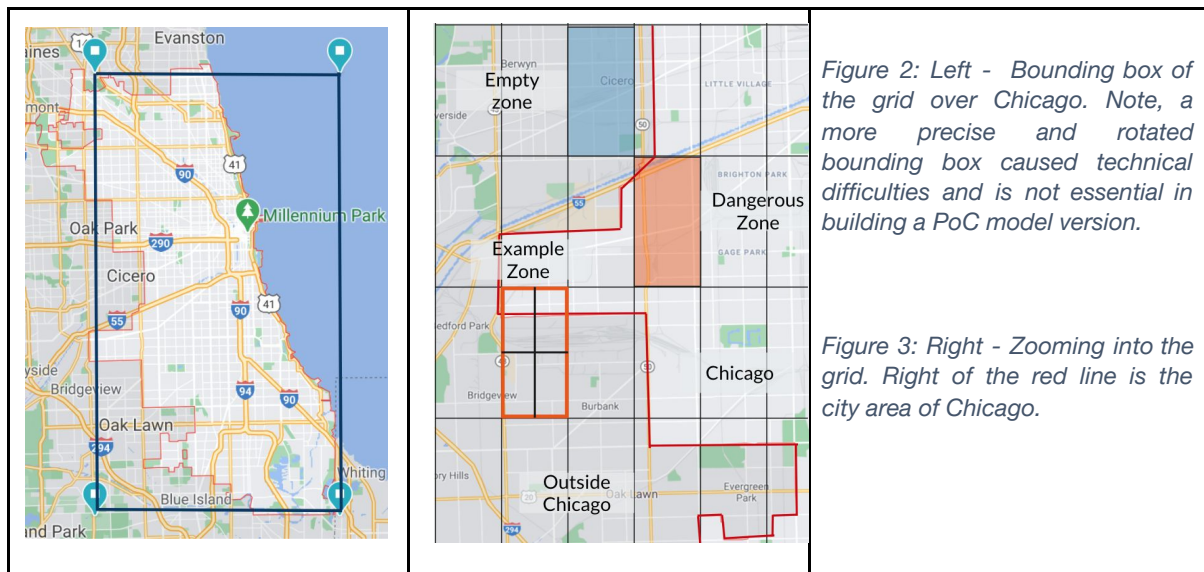 Evanston
14
aines
mont
90
41
Millennium Park
Oak Park
290
Cicero
41
90
55
yside
Bridgeview
94
90
Oak Lawn
294
Whiting
Blue Island
nd Park
Berwyn
Empty
zone
Cicero
LITTLE VILLAGE
verside
50
BRIGHTON PARK
55
Dangerous
Zone
Example
Zone
GAGE PARK
Bedford Park
50
Chicago
Bridgeview
Burbank
ory Hills
Outside
Chicago
20
Oak Lawn
Evergreen
Park
294
Figure 2: Left - Bounding box of
the grid over Chicago. Note, a
more precise and rotated
bounding box caused technical
difficulties and is not essential in
building a PoC model version.
Figure 3: Right - Zooming into the
grid. Right of the red line is the
city area of Chicago.